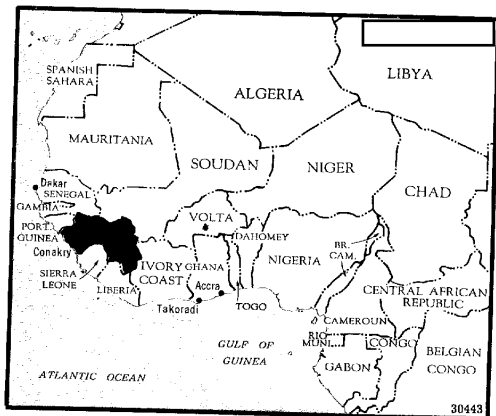 LIBYA
SPANISH
SAHARA
ALGERIA
MAURITANIA
SOUDAN
NIGER
CHAD
Dakar
SENEGAL
GAMBIA
PORT.
GUINEA
Conakry
VOLTA
DAHOMEY
BR.
CAM.
NIGERIA
IVORY
COAST
GHANA
SIERRA
LEONE
LIBERIA
Accra
Takoradi
TOGO
CENTRAL AFRICAN
REPUBLIC
CAMEROUN
RIO
MUNI
CONGO
GABON
BELGIAN
CONGO
GULF OF
GUINEA
ATLANTIC OCEAN
30443